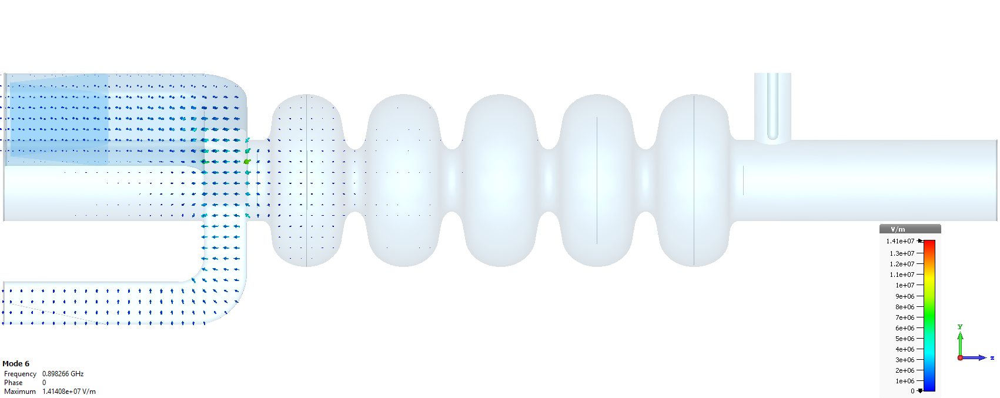 V/m
1.41e+07
1.3e+07
1.2e+07
1.1e+07
1e+07
9e+06
8e+06
7e+06
6e+06
5e+06
4e+06
3e+06
2e+06
1e+06
0
y
z
Mode 6
Frequency 0.898266 GHz
Phase 0
Maximum 1.41408e+07 V/m